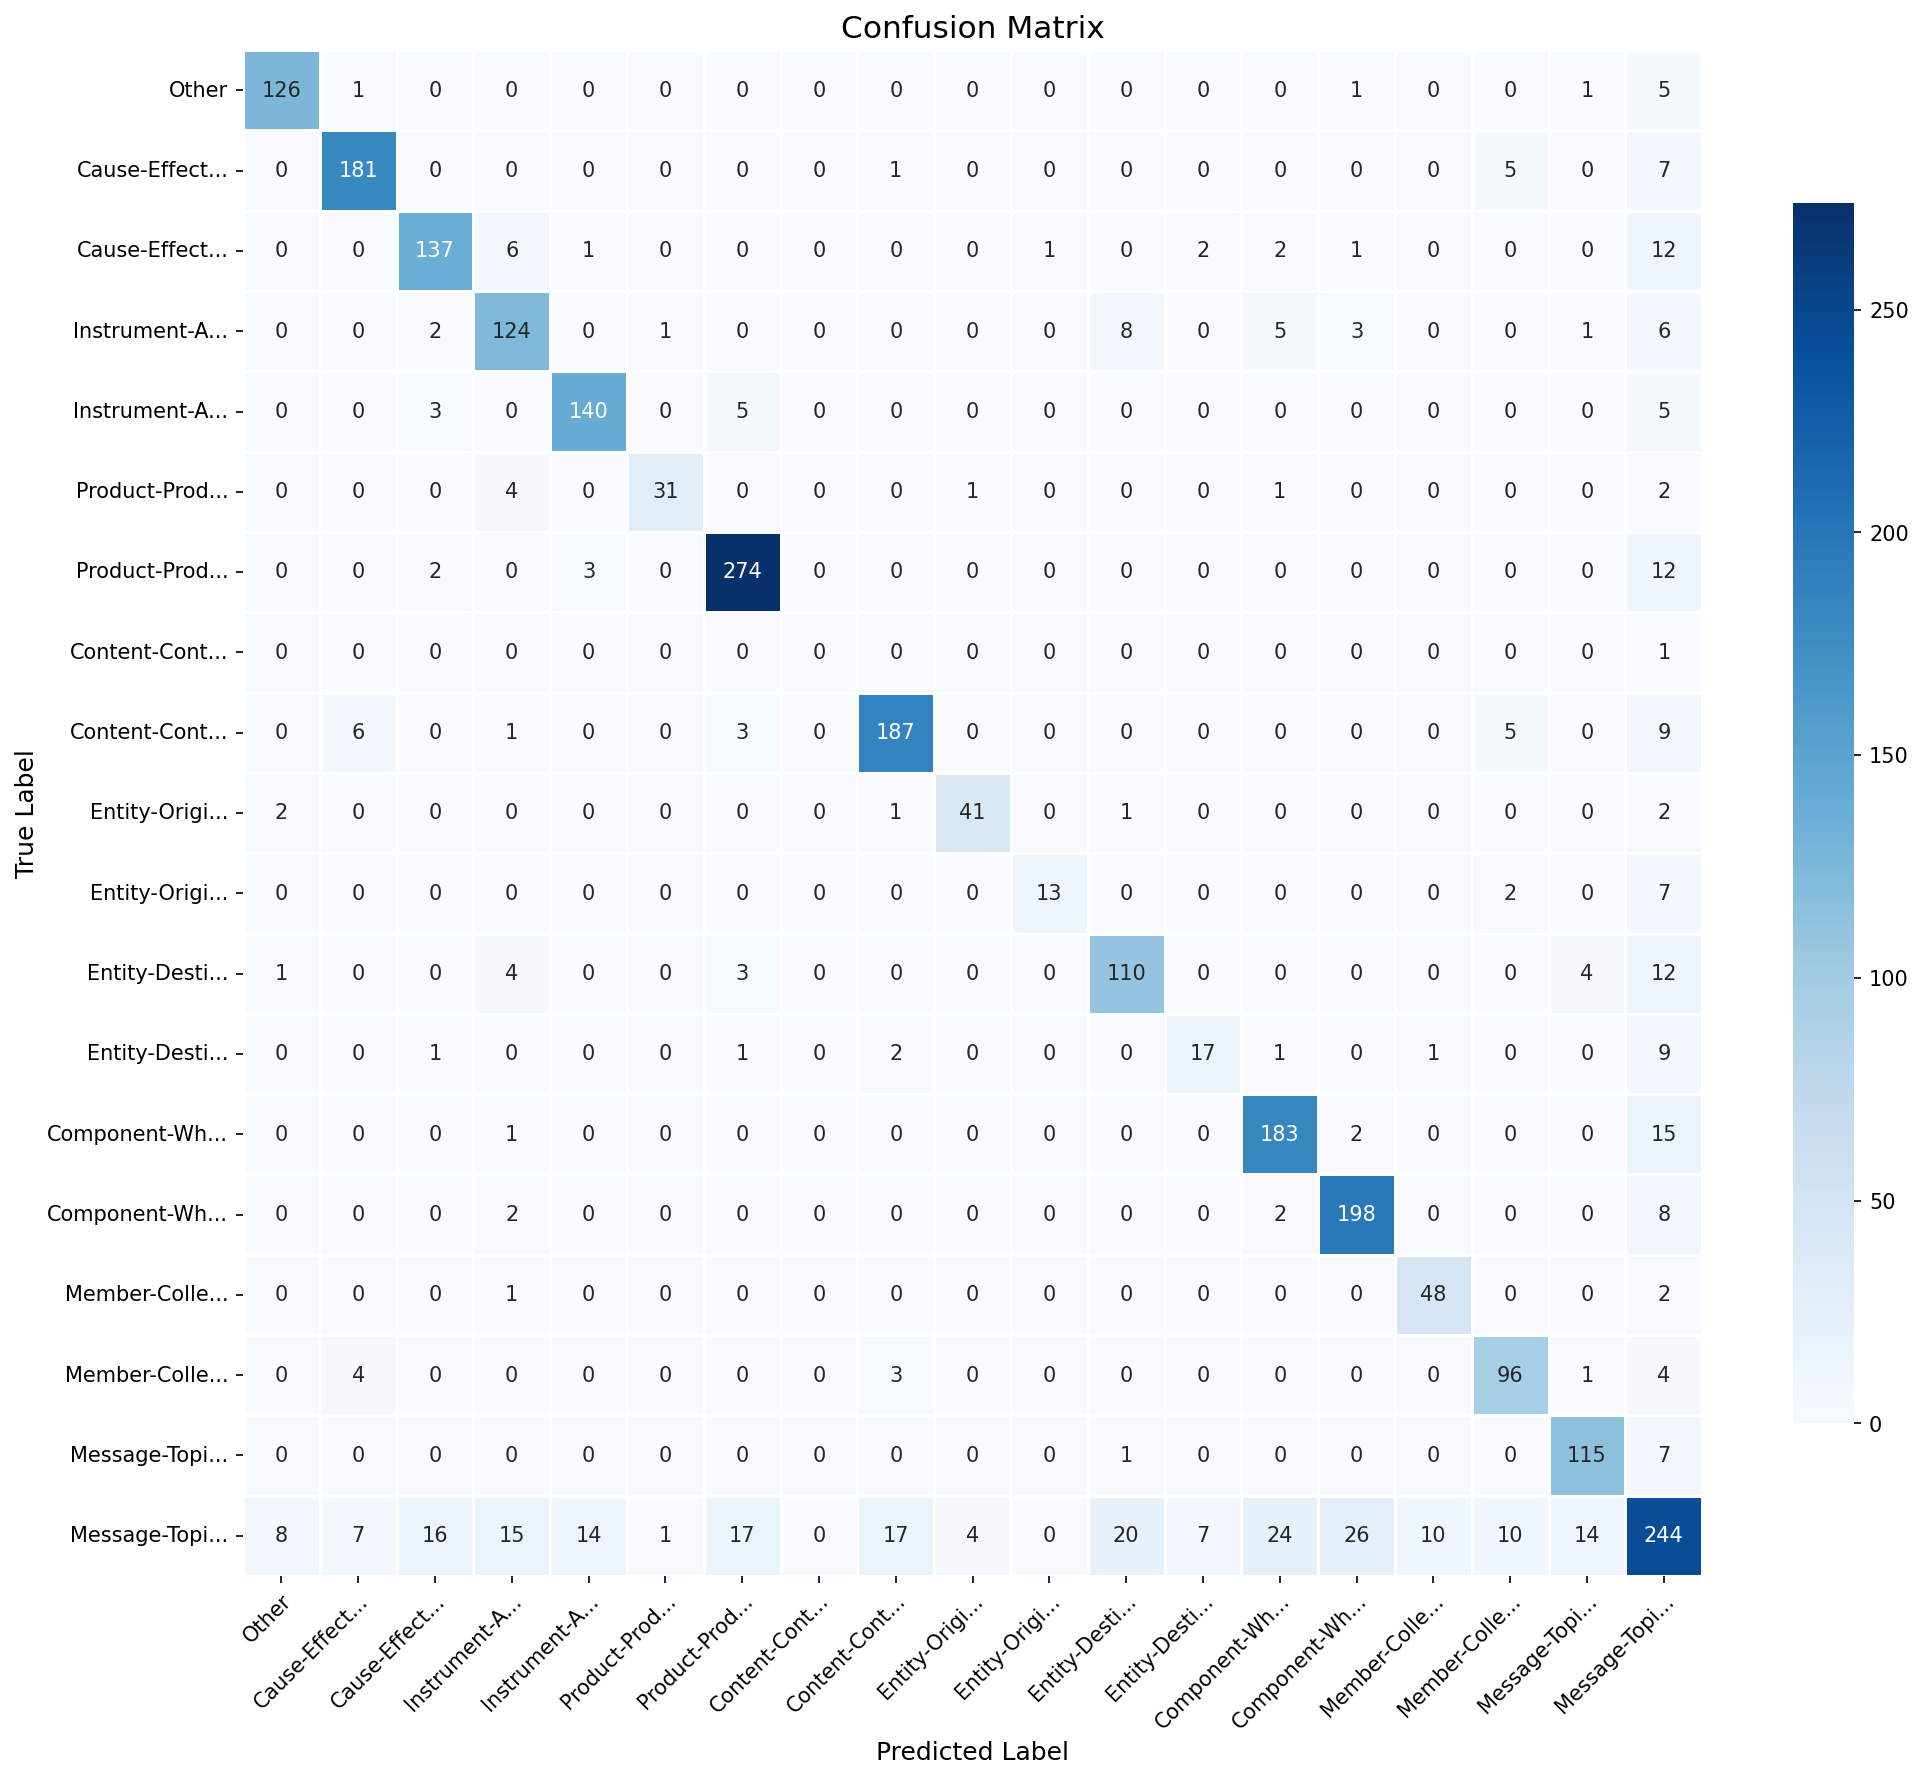 Confusion Matrix
Other 126 1 0 0 0 0 0 0 0 0 0 0 0 0 1 0 0 1 5
Cause-Effect... 0 181 0 0 0 0 0 0 1 0 0 0 0 0 0 0 5 0 7
Cause-Effect... 0 0 137 6 1 0 0 0 0 0 1 0 2 2 1 0 0 0 12
Instrument-A... 0 0 2 124 0 1 0 0 0 0 0 8 0 5 3 0 0 1 6
Instrument-A... 0 0 3 0 140 0 5 0 0 0 0 0 0 0 0 0 0 0 5
Product-Prod... 0 0 0 4 0 31 0 0 0 1 0 0 0 1 0 0 0 0 2
Product-Prod... 0 0 2 0 3 0 274 0 0 0 0 0 0 0 0 0 0 0 12
Content-Cont... 0 0 0 0 0 0 0 0 0 0 0 0 0 0 0 0 0 0 1
Content-Cont... 0 6 0 1 0 0 3 0 187 0 0 0 0 0 0 0 5 0 9
Entity-Origi... 2 0 0 0 0 0 0 0 1 41 0 1 0 0 0 0 0 0 2
Entity-Origi... 0 0 0 0 0 0 0 0 0 0 13 0 0 0 0 0 2 0 7
Entity-Desti... 1 0 0 4 0 0 3 0 0 0 0 110 0 0 0 0 0 4 12
Entity-Desti... 0 0 1 0 0 0 1 0 2 0 0 0 17 1 0 1 0 0 9
Component-Wh... 0 0 0 1 0 0 0 0 0 0 0 0 0 183 2 0 0 0 15
Component-Wh... 0 0 0 2 0 0 0 0 0 0 0 0 0 2 198 0 0 0 8
Member-Colle... 0 0 0 1 0 0 0 0 0 0 0 0 0 0 0 48 0 0 2
Member-Colle... 0 4 0 0 0 0 0 0 3 0 0 0 0 0 0 0 96 1 4
Message-Topi... 0 0 0 0 0 0 0 0 0 0 0 1 0 0 0 0 0 115 7
Message-Topi... 8 7 16 15 14 1 17 0 17 4 0 20 7 24 26 10 10 14 244
True Label
Other
Cause-Effect...
Cause-Effect...
Instrument-A...
Instrument-A...
Product-Prod...
Product-Prod...
Content-Cont...
Content-Cont...
Entity-Origi...
Entity-Origi...
Entity-Desti...
Entity-Desti...
Component-Wh...
Component-Wh...
Member-Colle...
Member-Colle...
Message-Topi...
Message-Topi...
Predicted Label
250
200
150
100
50
0